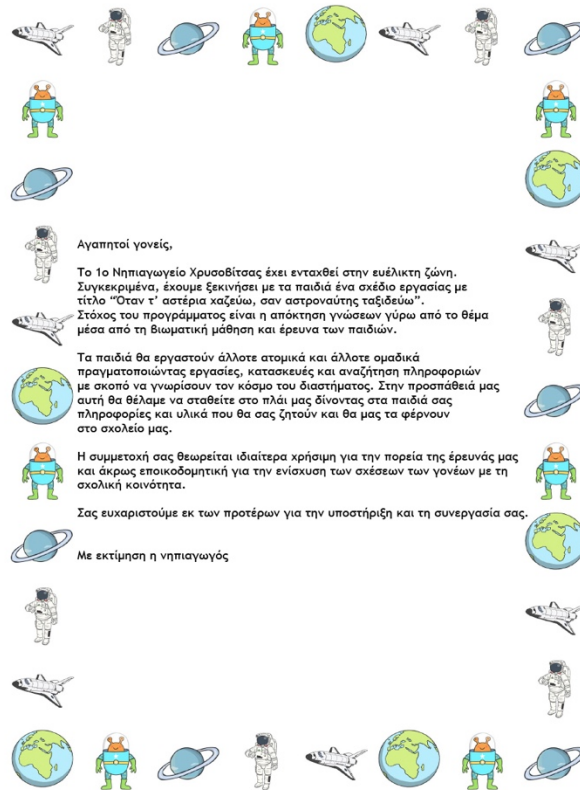 Αγαπητοί γονείς,
Το 1ο Νηπιαγωγείο Χρυσοβίτσας έχει ενταχθεί στην ευέλικτη ζώνη.
Συγκεκριμένα, έχουμε ξεκινήσει με τα παιδιά ένα σχέδιο εργασίας με
τίτλο “Όταν τ’ αστέρια χαζεύω, σαν αστροναύτης ταξιδεύω”.
Στόχος του προγράμματος είναι η απόκτηση γνώσεων γύρω από το θέμα
μέσα από τη βιωματική μάθηση και έρευνα των παιδιών.
Τα παιδιά θα εργαστούν άλλοτε ατομικά και άλλοτε ομαδικά
πραγματοποιώντας εργασίες, κατασκευές και αναζήτηση πληροφοριών
με σκοπό να γνωρίσουν τον κόσμο του διαστήματος. Στην προσπάθειά μας
αυτή θα θέλαμε να σταθείτε στο πλάι μας δίνοντας στα παιδιά σας
πληροφορίες και υλικά που θα σας ζητούν και θα μας τα φέρνουν
στο σχολείο μας.
Η συμμετοχή σας θεωρείται ιδιαίτερα χρήσιμη για την πορεία της έρευνάς μας
και άκρως εποικοδομητική για την ενίσχυση των σχέσεων των γονέων με τη
σχολική κοινότητα.
Σας ευχαριστούμε εκ των προτέρων για την υποστήριξη και τη συνεργασία σας.
Με εκτίμηση η νηπιαγωγός